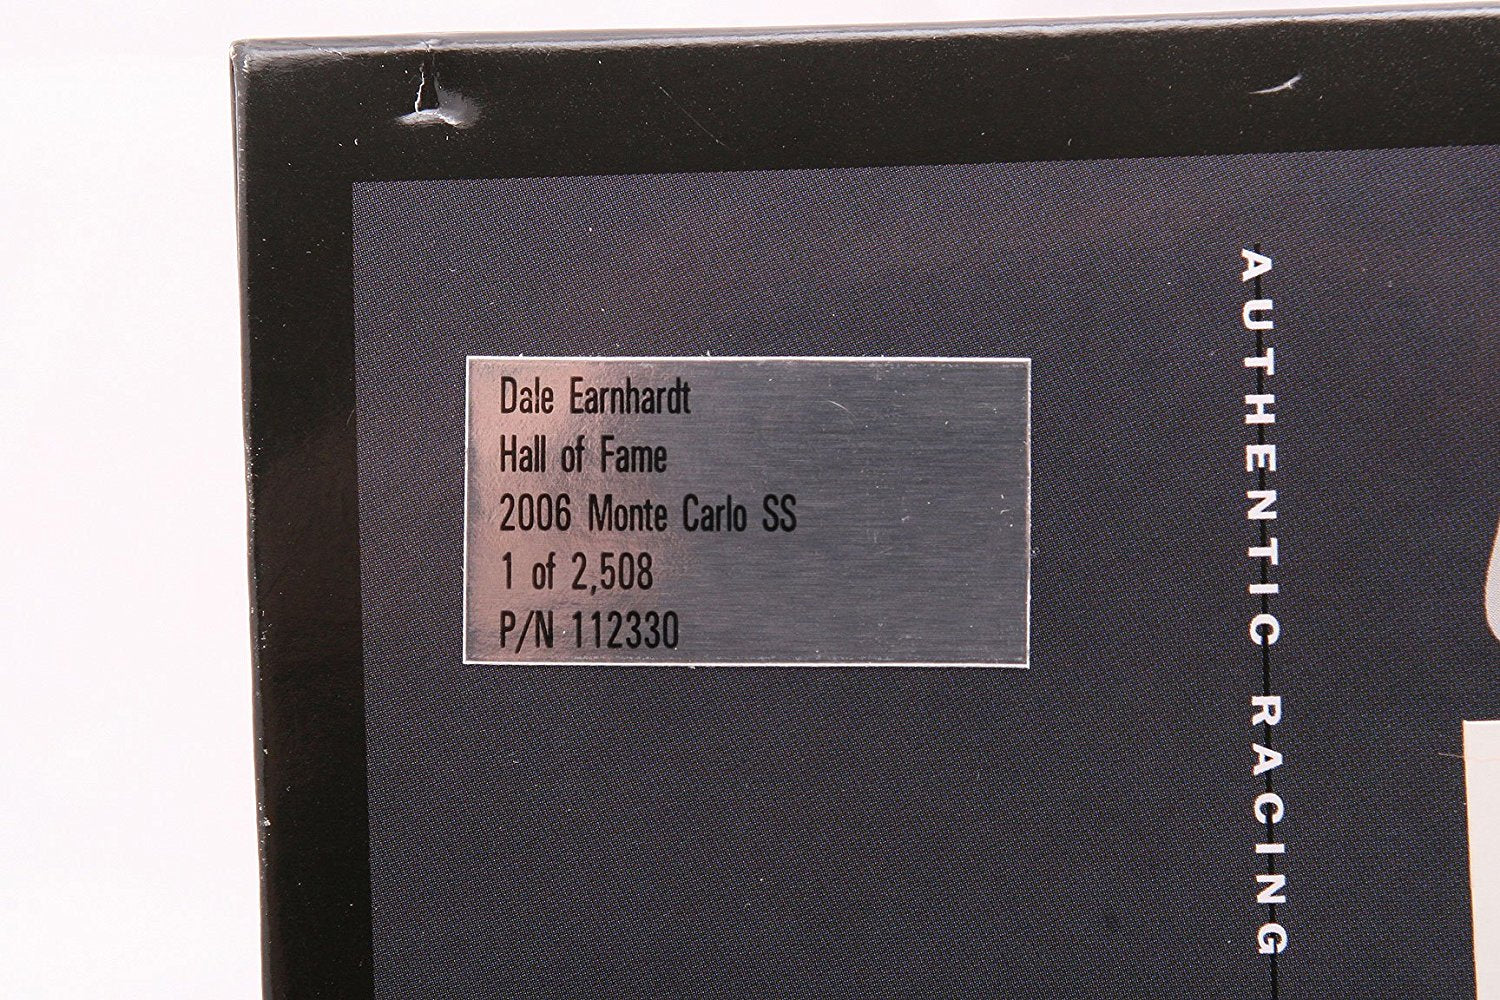 Dale Earnhardt
Hall of Fame
2006 Monte Carlo SS
1 of 2,508
P/N 112330
AUTHENTIC RACING